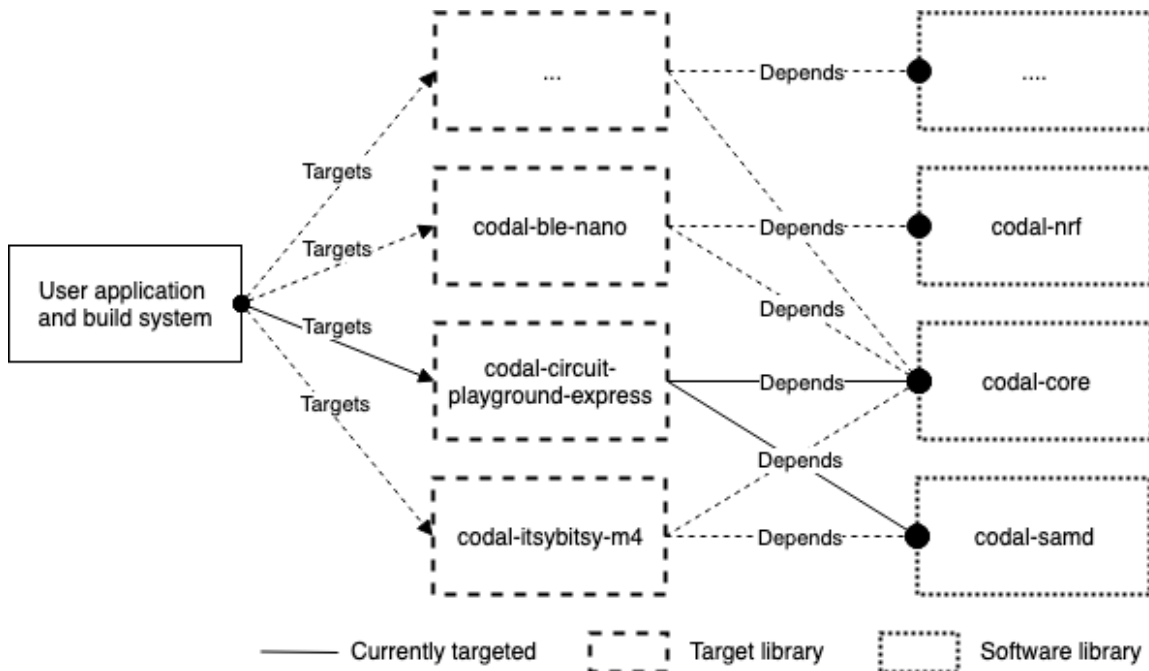 ...
Depends
....
Targets
codal-ble-nano
Depends
codal-nrf
Targets
User application
and build system
Depends
Targets
codal-circuit-
playground-express
Depends
codal-core
Targets
Depends
codal-itsybitsy-m4
Depends
codal-samd
Currently targeted
Target library
Software library